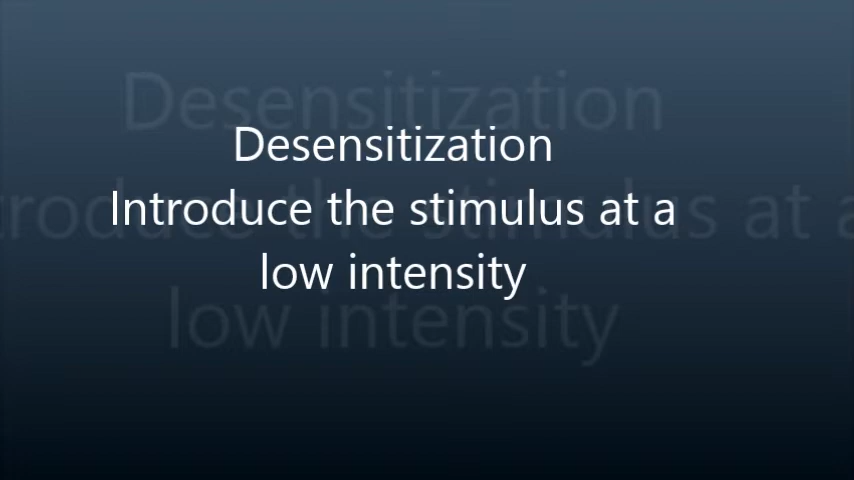 Desensitization
Introduce the stimulus at a
low intensity